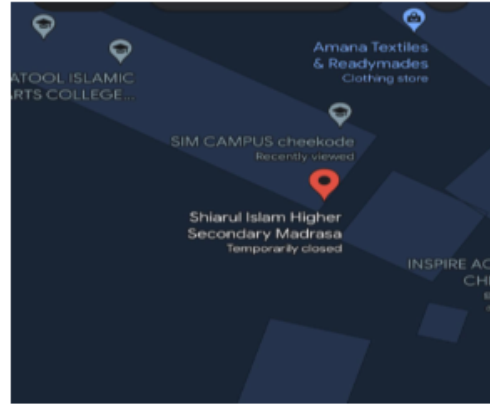 Amana Textiles
& Readymades
Clothing store
ATOOL ISLAMIC
ARTS COLLEGE...
SIM CAMPUS cheekode
Recently viewed
Shiarul Islam Higher
Secondary Madrasa
Temporarily closed
INSPIRE AC
CH